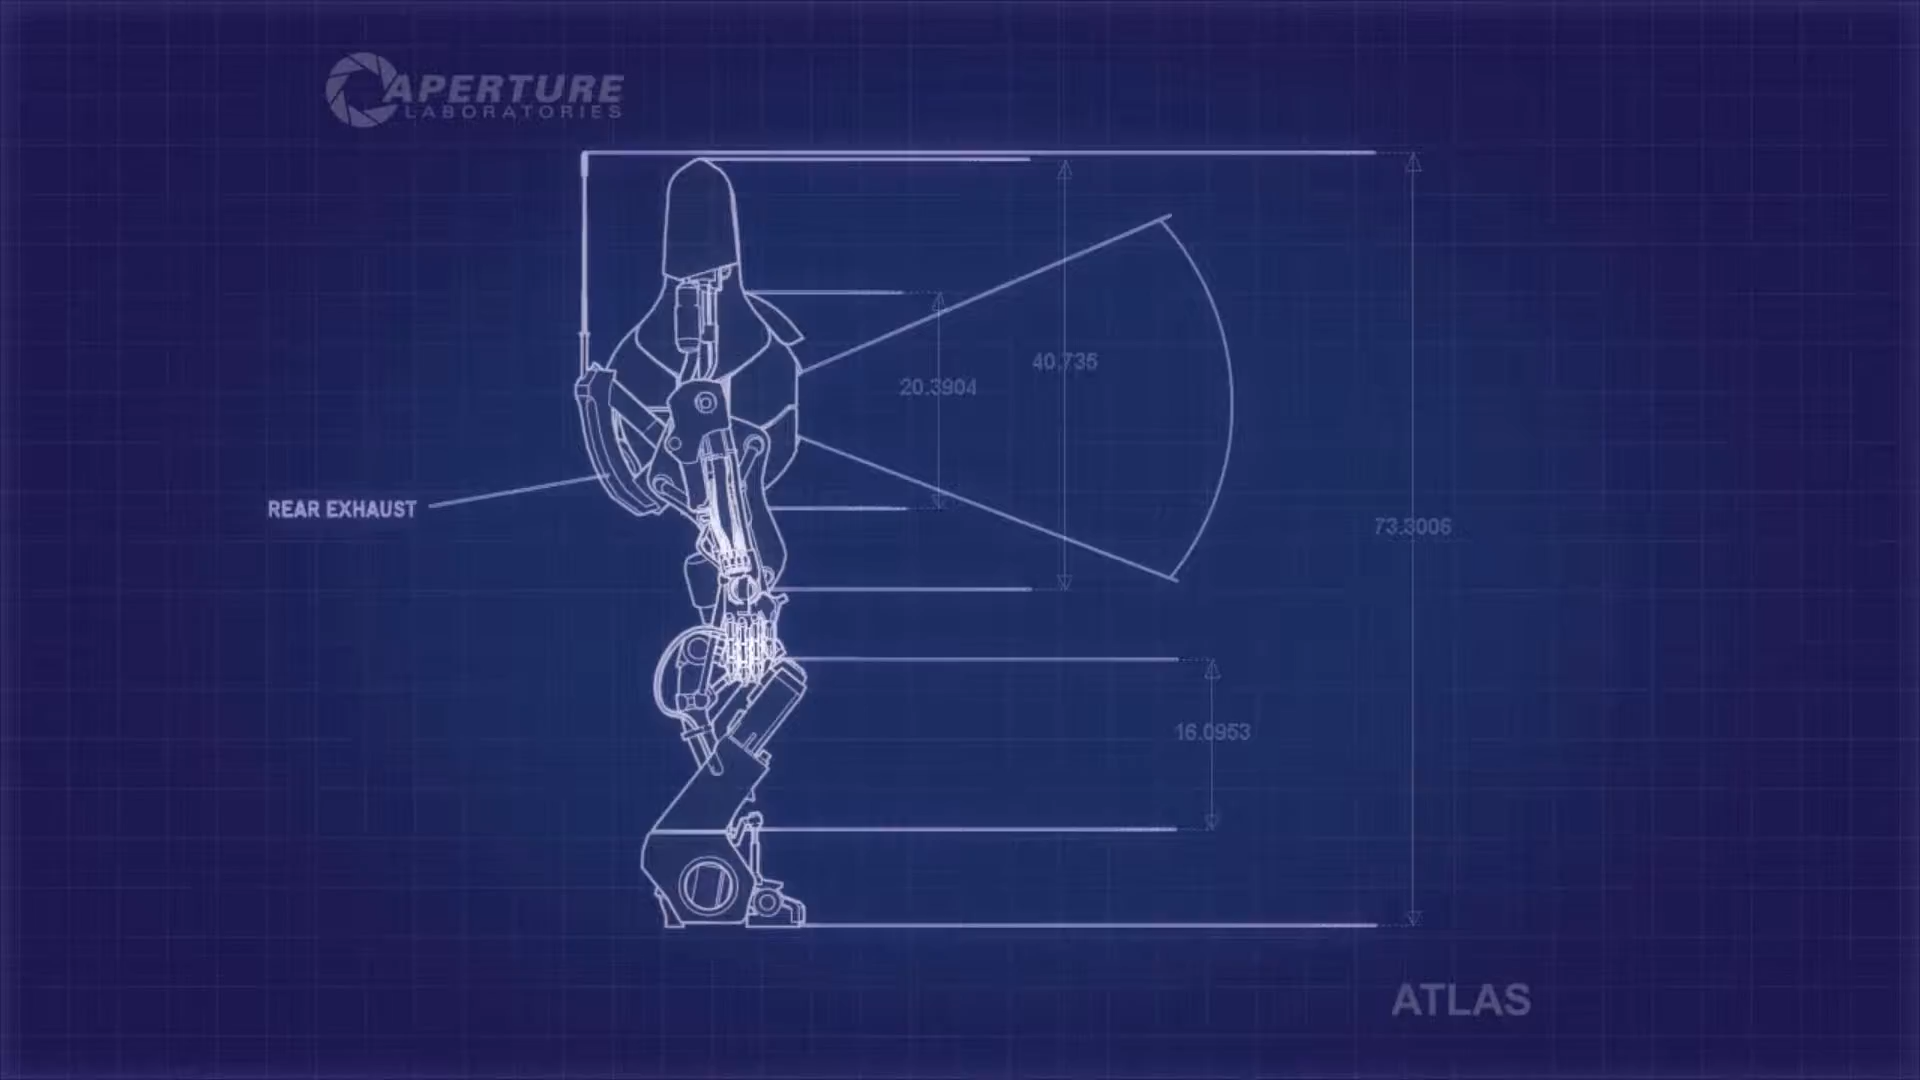 APERTURE
LABORATORIES
40.735
20.3904
REAR EXHAUST
73.3006
16.0953
ATLAS